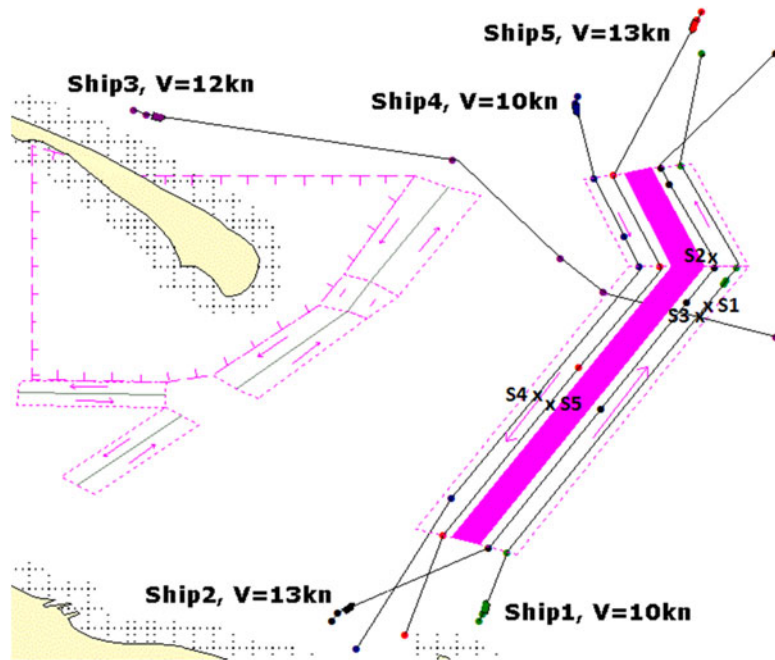 Ship5, V=13kn
Ship3, V=12kn
Ship4, V=10kn
S2
S1
S3
S4
S5
Ship2, V=13kn
Ship1, V=10kn